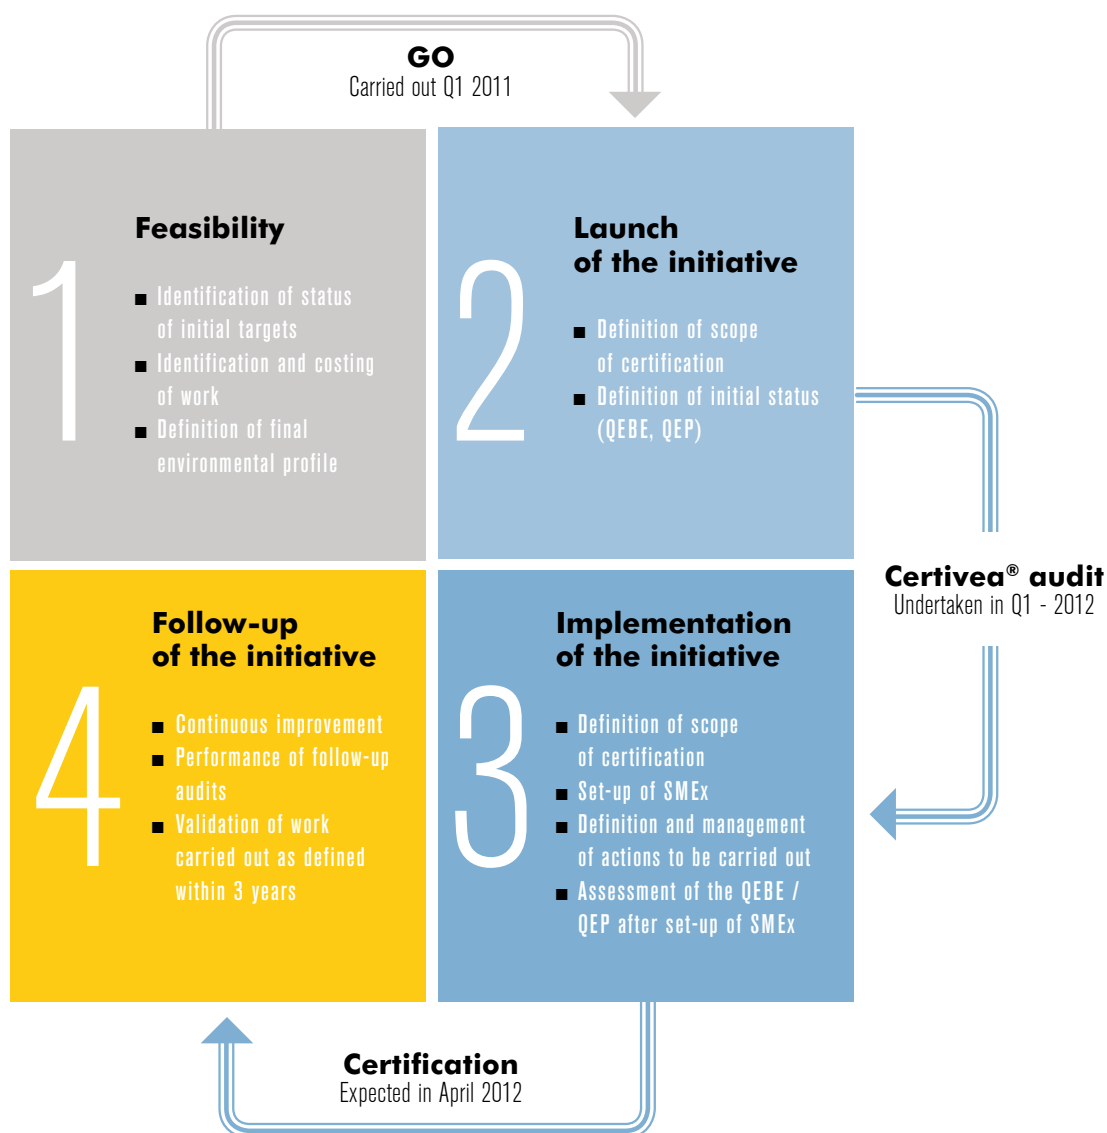 GO
Carried out Q1 2011
1
Feasibility
■ Identification of status
of initial targets
■ Identification and costing
of work
■ Definition of final
environmental profile
2
Launch
of the initiative
■ Definition of scope
of certification
■ Definition of initial status
(QEBE, QEP)
Certivea® audit
Undertaken in Q1 - 2012
3
Implementation
of the initiative
■ Definition of scope
of certification
■ Set-up of SMEx
■ Definition and management
of actions to be carried out
■ Assessment of the QEBE /
QEP after set-up of SMEx
Certification
Expected in April 2012
4
Follow-up
of the initiative
■ Continuous improvement
■ Performance of follow-up
audits
■ Validation of work
carried out as defined
within 3 years